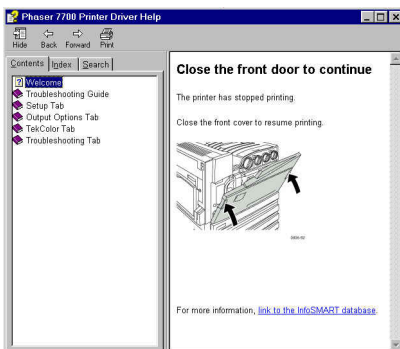 Phaser 7700 Printer Driver Help
Hide Back Forward Print
Contents Index Search
Welcome
Troubleshooting Guide
Setup Tab
Output Options Tab
TekColor Tab
Troubleshooting Tab
Close the front door to continue
The printer has stopped printing.
Close the front cover to resume printing.
For more information, link to the InfoSMART database.